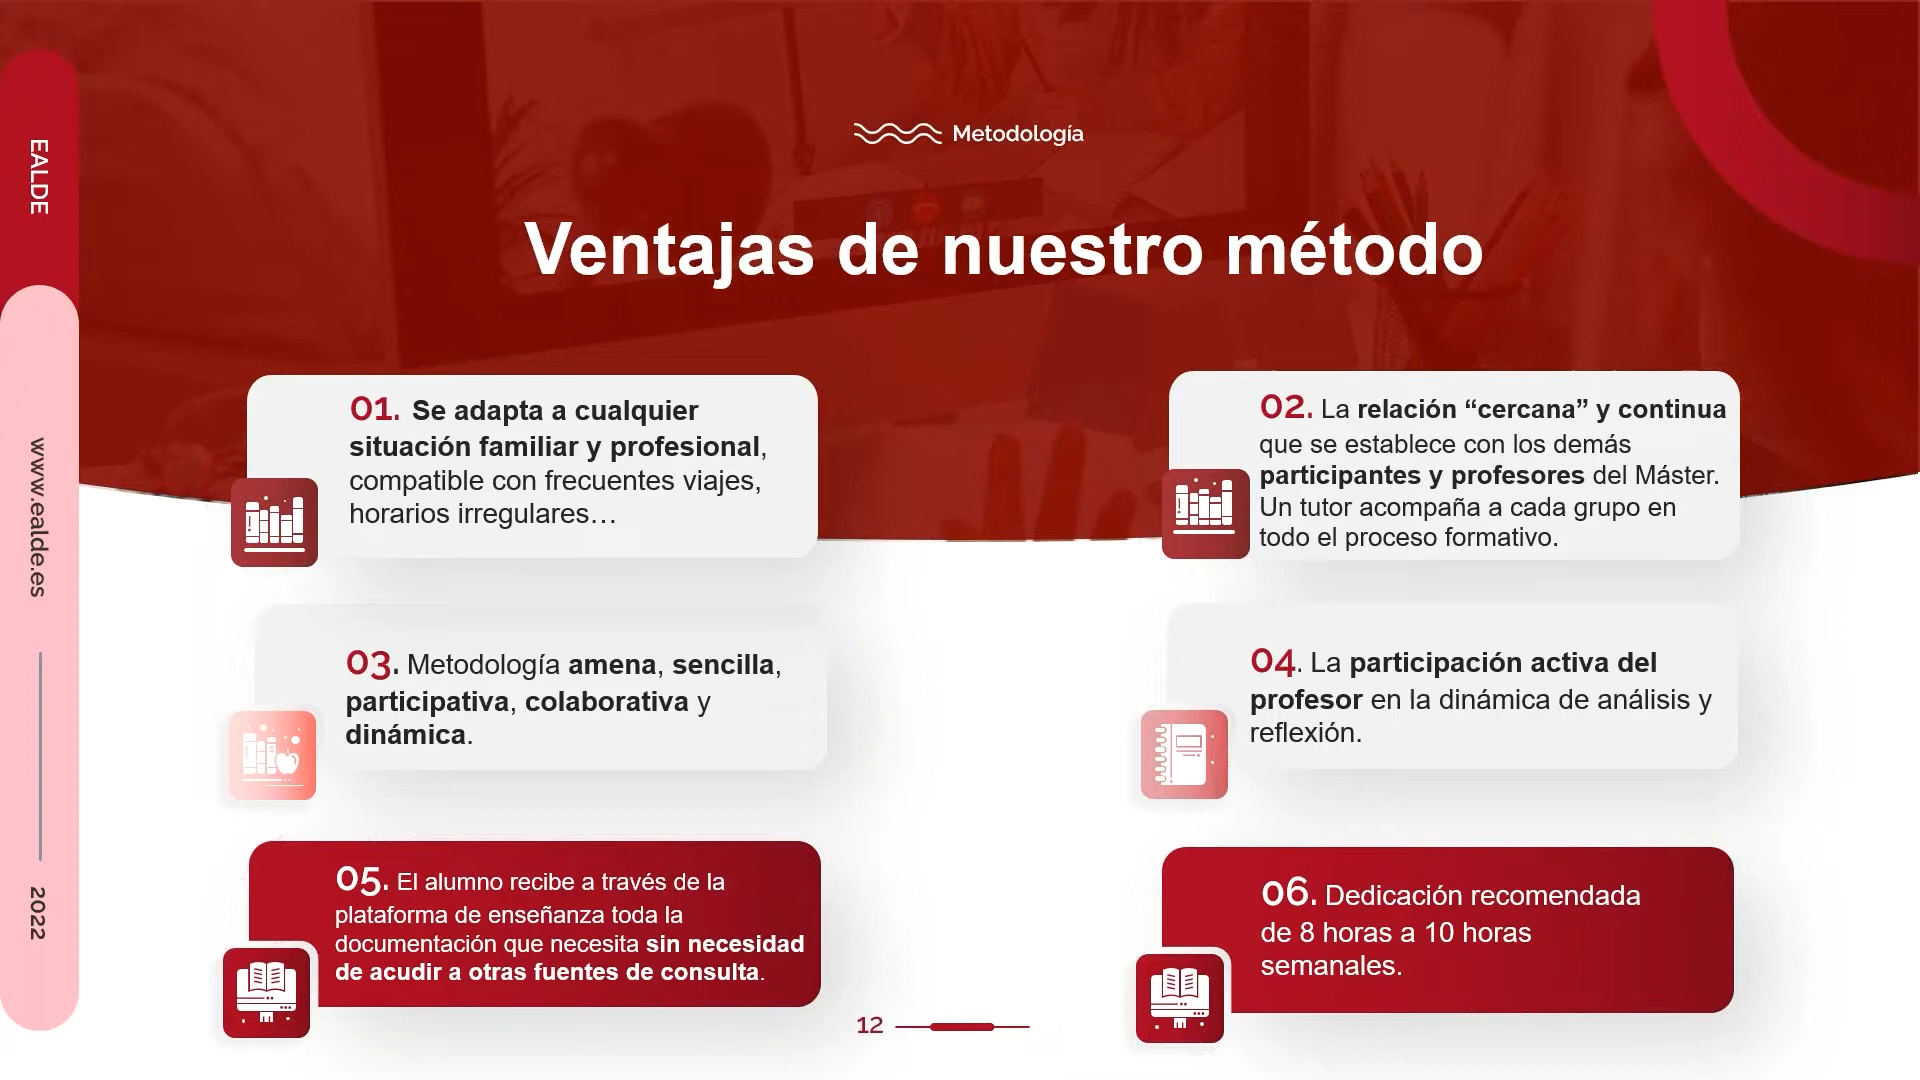 EALDE
www.ealde.es
2022
Metodología
Ventajas de nuestro método
01. Se adapta a cualquier
situación familiar y profesional,
compatible con frecuentes viajes,
horarios irregulares…
02. La relación “cercana” y continua
que se establece con los demás
participantes y profesores del Máster.
Un tutor acompaña a cada grupo en
todo el proceso formativo.
03. Metodología amena, sencilla,
participativa, colaborativa y
dinámica.
04. La participación activa del
profesor en la dinámica de análisis y
reflexión.
05. El alumno recibe a través de la
plataforma de enseñanza toda la
documentación que necesita sin necesidad
de acudir a otras fuentes de consulta.
06. Dedicación recomendada
de 8 horas a 10 horas
semanales.
12